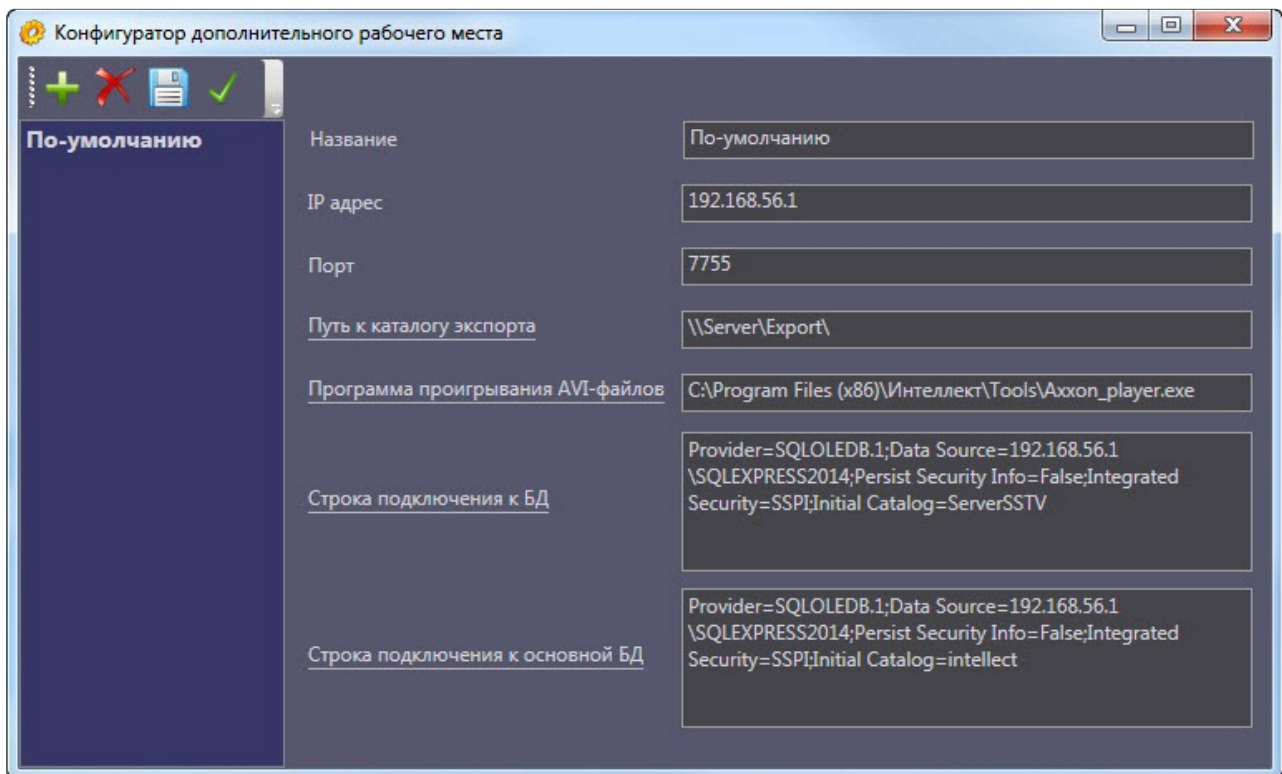 Конфигуратор дополнительного рабочего места
По-умолчанию
Название
По-умолчанию
IP адрес
192.168.56.1
Порт
7755
Путь к каталогу экспорта
\\Server\Export\
Программа проигрывания AVI-файлов
C:\Program Files (x86)\Интеллект\Tools\Axxon_player.exe
Строка подключения к БД
Provider=SQLOLEDB.1;Data Source=192.168.56.1
\SQLEXPRESS2014;Persist Security Info=False;Integrated
Security=SSPI;Initial Catalog=ServerSSTV
Строка подключения к основной БД
Provider=SQLOLEDB.1;Data Source=192.168.56.1
\SQLEXPRESS2014;Persist Security Info=False;Integrated
Security=SSPI;Initial Catalog=intellect